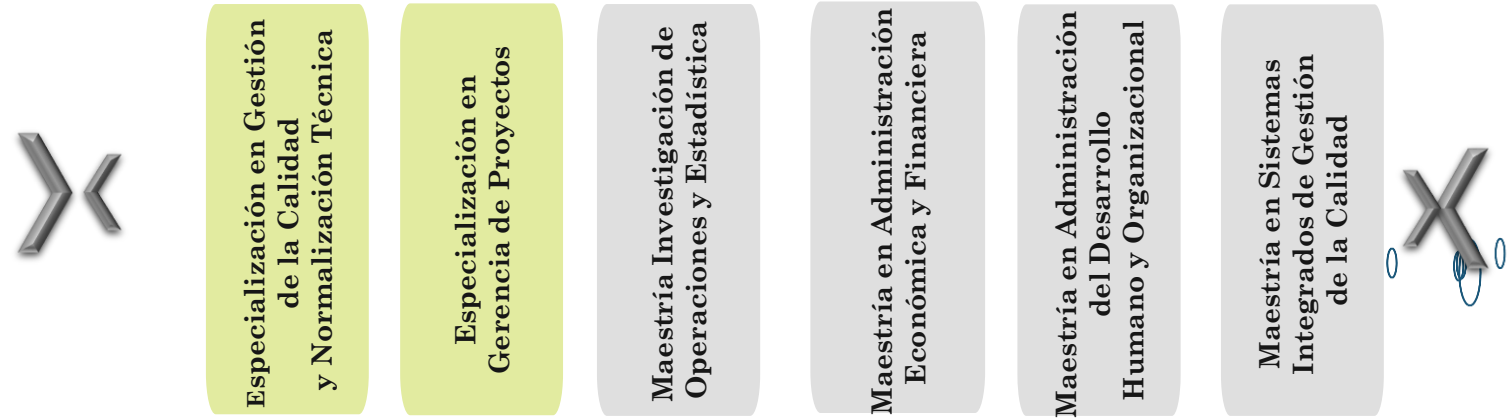 Especialización en Gestión
de la Calidad
y Normalización Técnica
Especialización en
Gerencia de Proyectos
Maestría Investigación de
Operaciones y Estadística
Maestría en Administración
Económica y Financiera
Maestría en Administración
del Desarrollo
Humano y Organizacional
Maestría en Sistemas
Integrados de Gestión
de la Calidad